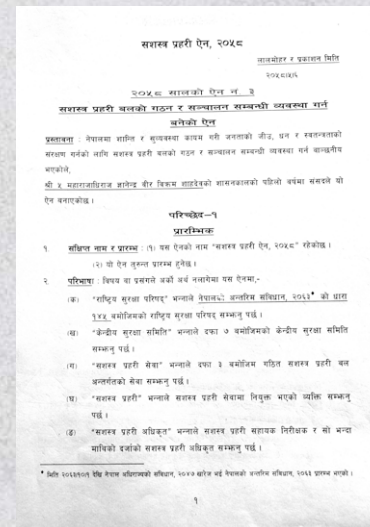 सशस्त्र प्रहरी ऐन, २०५८
लालमोहर र प्रकाशन मिति
२०५८।५।६
२०५८ सालको ऐन नं. ३
सशस्त्र प्रहरी बलको गठन र सञ्चालन सम्बन्धी व्यवस्था गर्न
बनेको ऐन
प्रस्तावना : नेपालमा शान्ति र सुव्यवस्था कायम गरी जनताको जीउ, धन र स्वतन्त्रताको
संरक्षण गर्नको लागि सशस्त्र प्रहरी बलको गठन र सञ्चालन सम्बन्धी व्यवस्था गर्न वाञ्छनीय
भएकोले,
श्री ५ महाराजाधिराज ज्ञानेन्द्र वीर विक्रम शाहदेवको शासनकालको पहिलो वर्षमा संसदले यो
ऐन बनाएकोछ ।
परिच्छेद–१
प्रारम्भिक
१. संक्षिप्त नाम र प्रारम्भ : (१) यस ऐनको नाम "सशस्त्र प्रहरी ऐन, २०५८" रहेकोछ ।
(२) यो ऐन तुरुन्त प्रारम्भ हुनेछ ।
२. परिभाषा : विषय वा प्रसंगले अर्को अर्थ नलागेमा यस ऐनमा,-
(क) "राष्ट्रिय सुरक्षा परिषद्" भन्नाले नेपालको अन्तरिम संविधान, २०६३♦ को धारा
१४५ बमोजिमको राष्ट्रिय सुरक्षा परिषद् सम्झनु पर्छ ।
(ख) "केन्द्रीय सुरक्षा समिति" भन्नाले दफा ७ बमोजिमको केन्द्रीय सुरक्षा समिति
सम्झनु पर्छ ।
(ग) "सशस्त्र प्रहरी सेवा" भन्नाले दफा ३ बमोजिम गठित सशस्त्र प्रहरी बल
अन्तर्गतको सेवा सम्झनु पर्छ ।
(घ) "सशस्त्र प्रहरी" भन्नाले सशस्त्र प्रहरी सेवामा नियुक्त भएको व्यक्ति सम्झनु
पर्छ ।
(ङ) "सशस्त्र प्रहरी अधिकृत" भन्नाले सशस्त्र प्रहरी सहायक निरीक्षक र सो भन्दा
माथिको दर्जाको सशस्त्र प्रहरी अधिकृत सम्झनु पर्छ ।
♦ मिति २०६३।१०।१ देखि नेपाल अधिराज्यको संविधान, २०४७ खारेज भई नेपालको अन्तरिम संविधान, २०६३ प्रारम्भ भएको ।
१